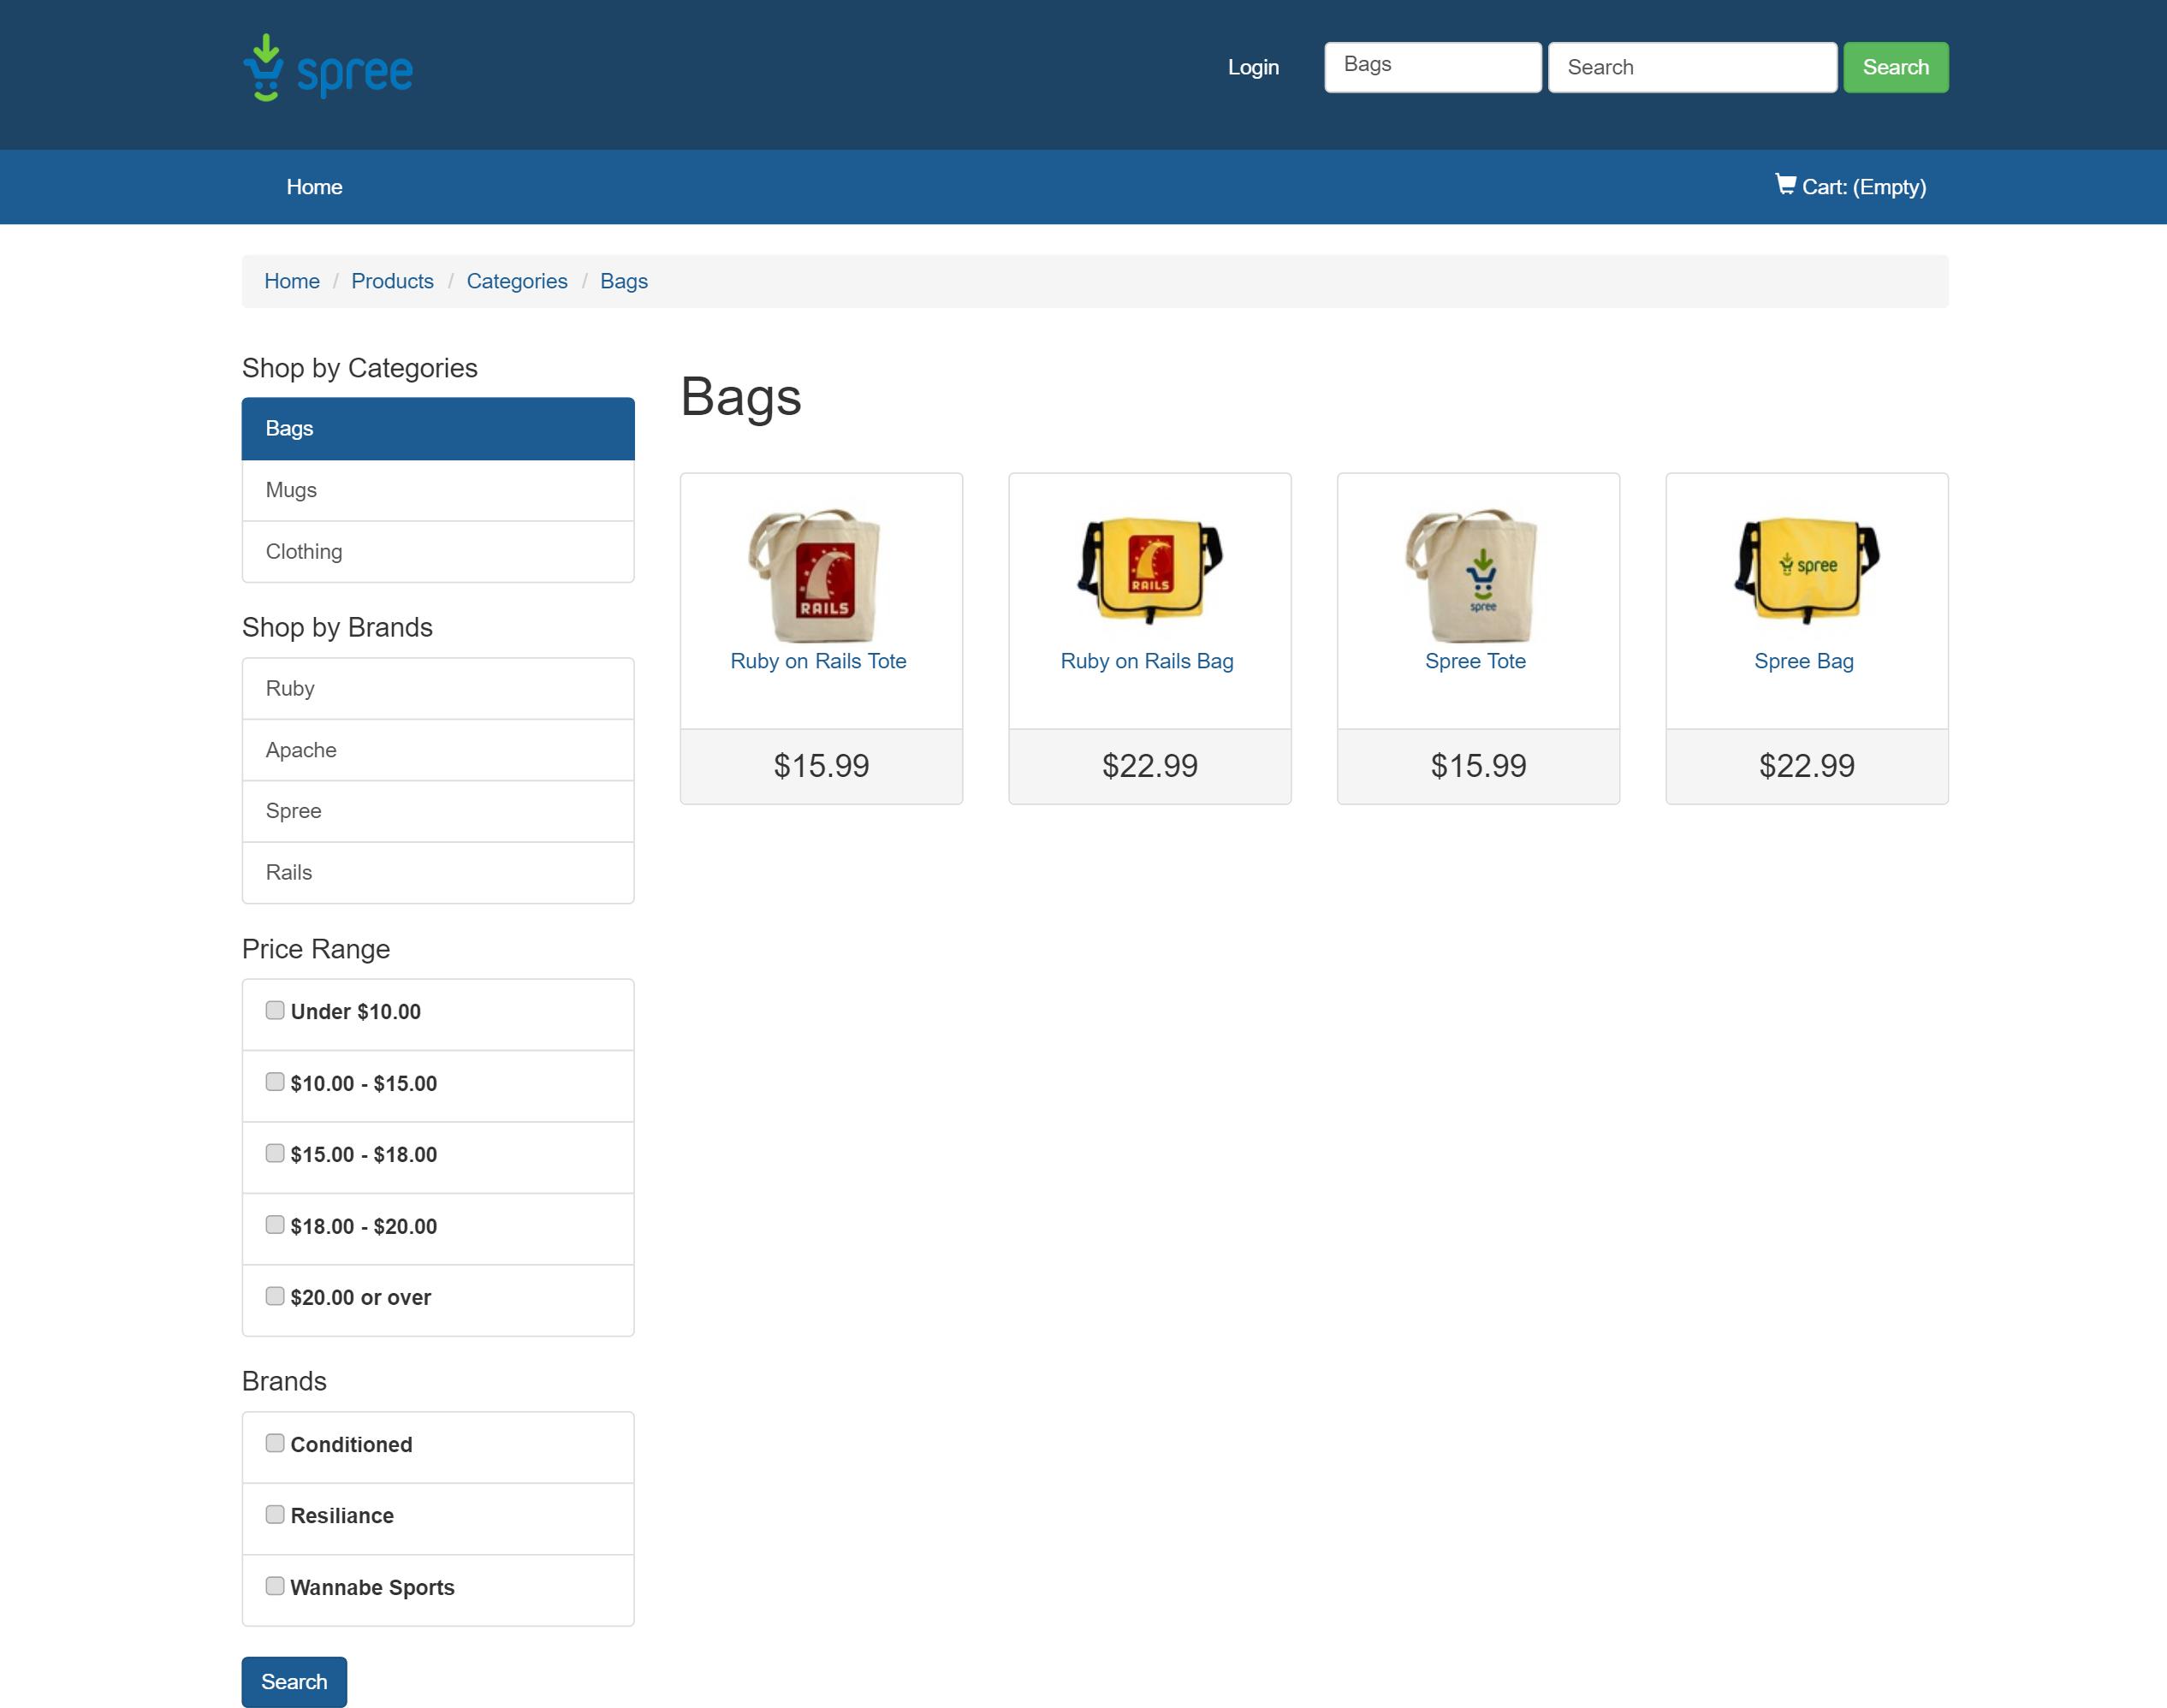 spree
Login
Bags
Search
Search
Home
Cart: (Empty)
Home / Products / Categories / Bags
Shop by Categories
Bags
Mugs
Clothing
Shop by Brands
Ruby
Apache
Spree
Rails
Price Range
Under $10.00
$10.00 - $15.00
$15.00 - $18.00
$18.00 - $20.00
$20.00 or over
Brands
Conditioned
Resiliance
Wannabe Sports
Search
Bags
RAILS
Ruby on Rails Tote
$15.99
RAILS
Ruby on Rails Bag
$22.99
spree
Spree Tote
$15.99
spree
Spree Bag
$22.99